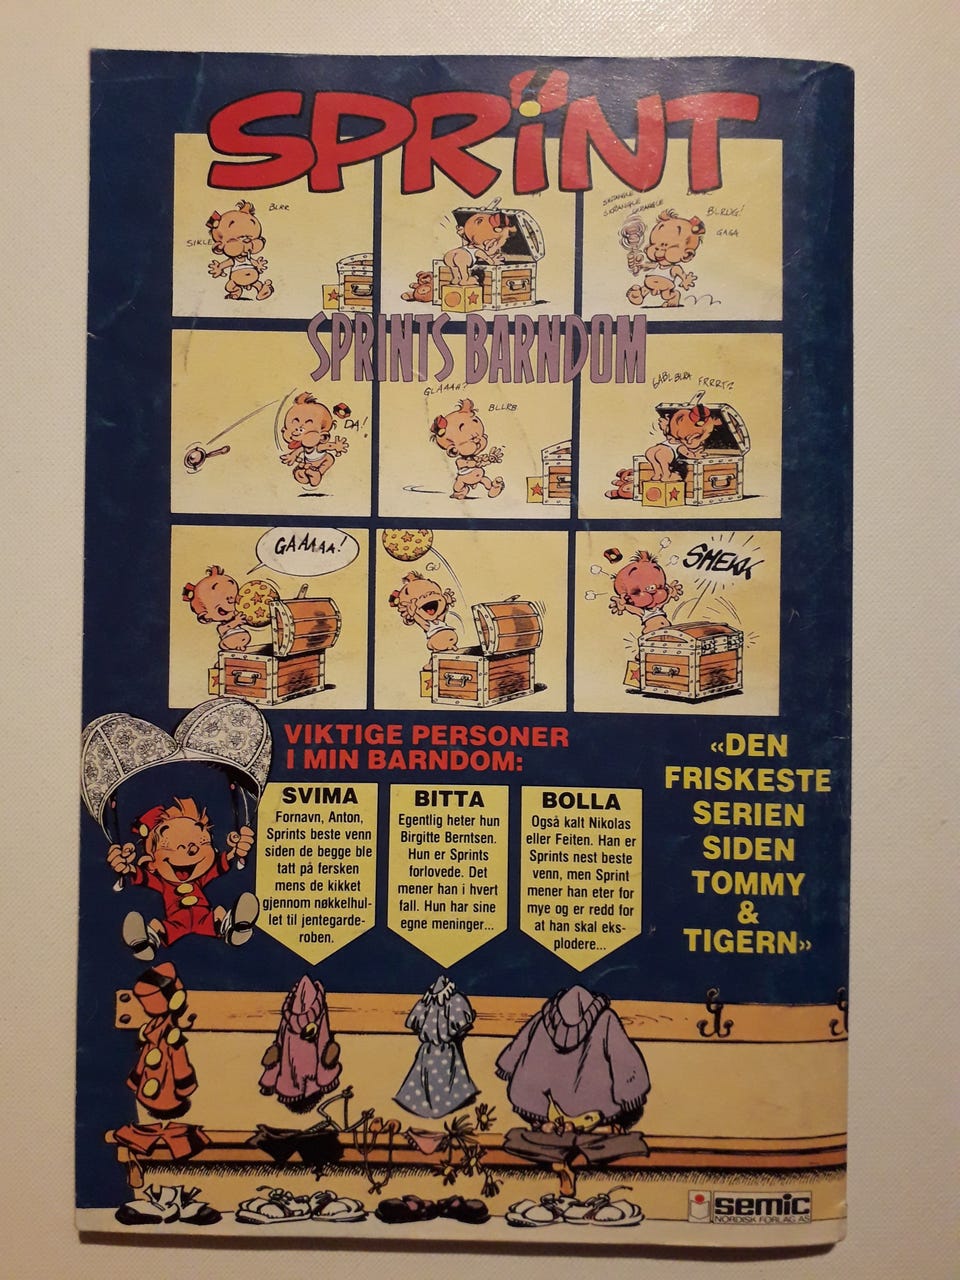 SPRiNT
BLRR
SIKLE
SKRANGLE
SKRANGLE
SKRANGLE
BLRDG!
GAGA
SPRINTS BARNDOM
DA!
GLAAAH?
BLLRB
GABL BLBA FRRRT?
GAAAAA!
GU
SMEKK
VIKTIGE PERSONER
I MIN BARNDOM:
SVIMA
Fornavn, Anton,
Sprints beste venn
siden de begge ble
tatt på fersken
mens de kikket
gjennom nøkkelhul-
let til jentegarde-
roben.
BITTA
Egentlig heter hun
Birgitte Berntsen.
Hun er Sprints
forlovede. Det
mener han i hvert
fall. Hun har sine
egne meninger...
BOLLA
Også kalt Nikolas
eller Feiten. Han er
Sprints nest beste
venn, men Sprint
mener han eter for
mye og er redd for
at han skal eks-
plodere...
«DEN
FRISKESTE
SERIEN
SIDEN
TOMMY
&
TIGERN»
semic
NORDISK FORLAG AS